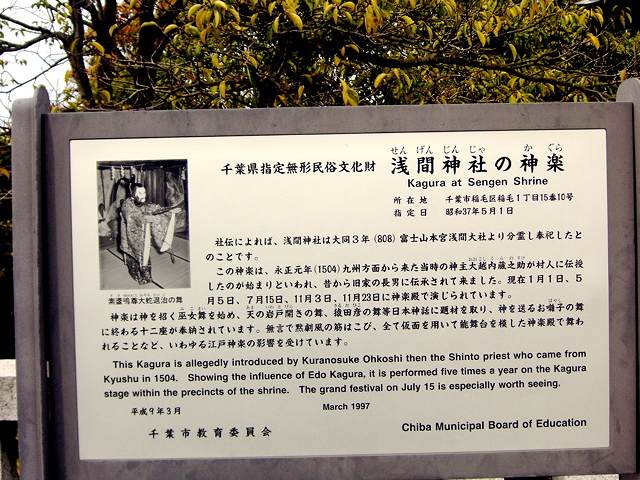 千葉県指定無形民俗文化財
せん げん じん じゃ か ぐら
浅間神社の神楽
Kagura at Sengen Shrine
所在地 千葉市稲毛区稲毛1丁目15番10号
指定日 昭和37年5月1日
社伝によれば、浅間神社は大同3年(808)富士山本宮浅間大社より分霊し奉祀したと
のことです。
この神楽は、永正元年(1504)九州方面から来た当時の神主大越内蔵之助が村人に伝授
したのが始まりといわれ、昔から旧家の長男に伝承されて来ました。現在1月1日、5
月5日、7月15日、11月3日、11月23日に神楽殿で演じられています。
神楽は神を招く巫女舞を始め、天の岩戸開きの舞、猿田彦の舞等日本神話に題材を取り、神を送るお囃子の舞
に終わる十二座が奉納されています。無言で黙劇風の筋はこび、全て仮面を用いて能舞台を模した神楽殿で舞わ
れることなど、いわゆる江戸神楽の影響を受けています。
素盞嗚尊大蛇退治の舞
This Kagura is allegedly introduced by Kuranosuke Ohkoshi then the Shinto priest who came from
Kyushu in 1504. Showing the influence of Edo Kagura, it is performed five times a year on the Kagura
stage within the precincts of the shrine. The grand festival on July 15 is especially worth seeing.
平成9年3月 March 1997
千葉市教育委員会 Chiba Municipal Board of Education